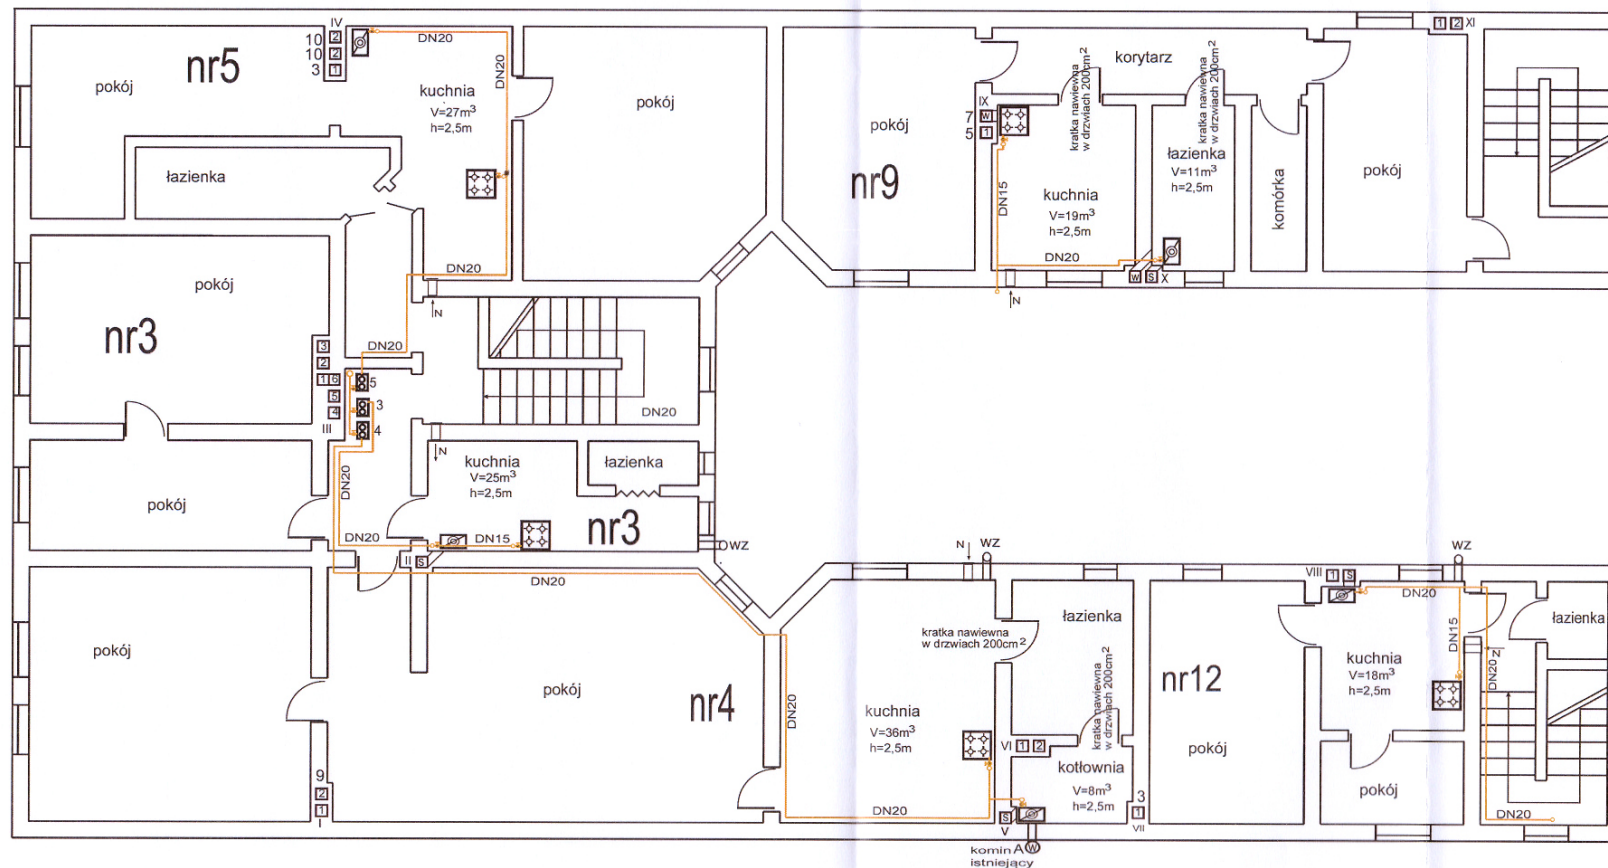 IV
10 2
10 2
3 1
nr5
pokój
kuchnia
V=27m³
h=2,5m
DN20
DN20
łazienka
pokój
DN20
N
pokój
nr9
IX
7 W
5 1
DN15
korytarz
kratka nawiewna
w drzwiach 200cm²
kratka nawiewna
w drzwiach 200cm²
kuchnia
V=19m³
h=2,5m
łazienka
V=11m³
h=2,5m
DN20
W S X
N
komórka
pokój
1 2 XI
pokój
nr3
3
2
1 6
5
4
III
DN20
5
3
4
DN20
N
kuchnia
V=25m³
h=2,5m
łazienka
nr3
DN20
DN20
DN15
II S
WZ
pokój
DN20
pokój
9
2
1
I
pokój
nr4
DN20
kuchnia
V=36m³
h=2,5m
DN20
N
WZ
kratka nawiewna
w drzwiach 200cm²
łazienka
kratka nawiewna
w drzwiach 200cm²
VI 1 2
kotłownia
V=8m³
h=2,5m
S
V
komin A W
istniejący
3
1
VII
nr12
pokój
VIII 1 S
WZ
DN20
DN15
kuchnia
V=18m³
h=2,5m
DN20
N
łazienka
pokój
DN20